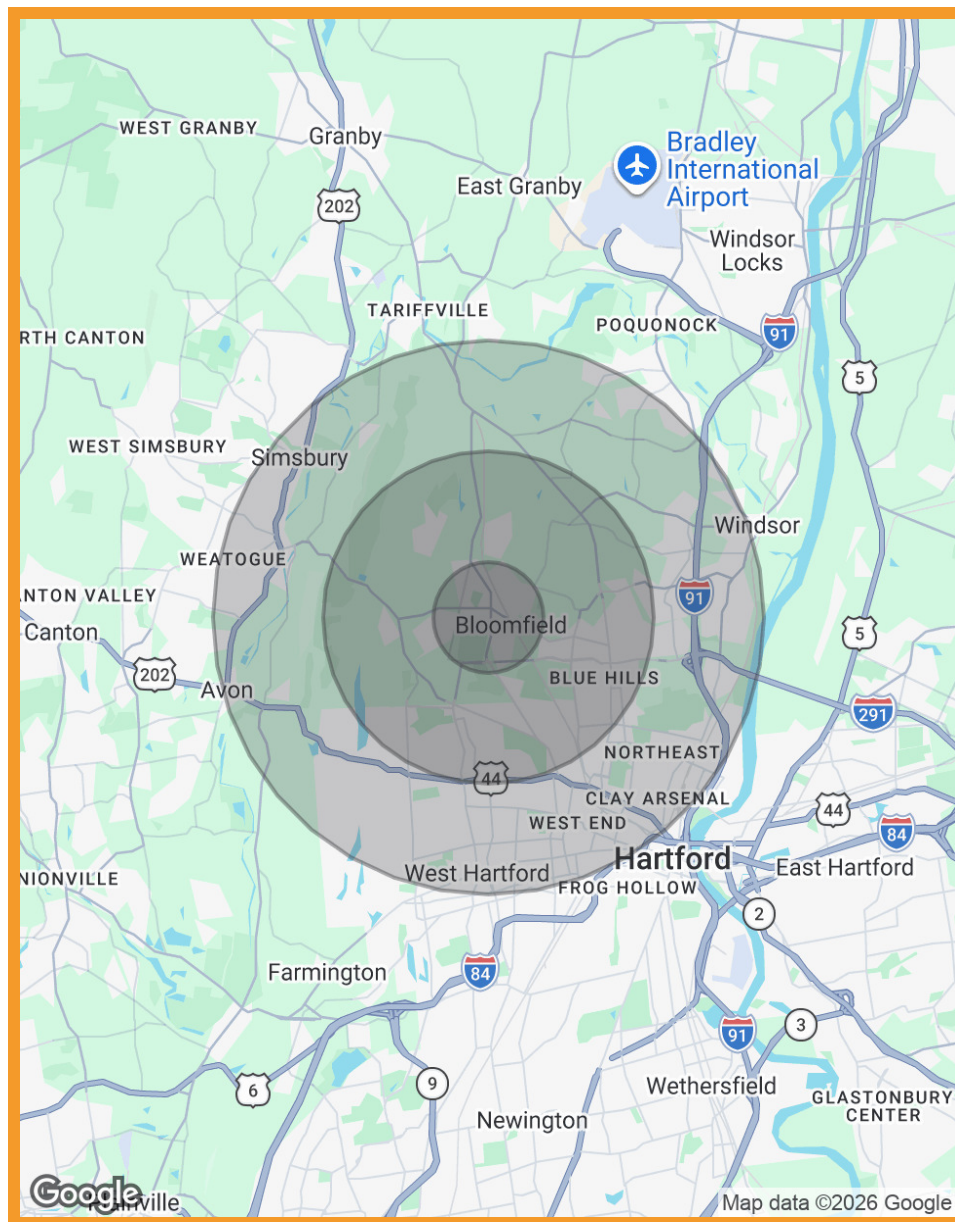 WEST GRANBY
Granby
Bradley
International
Airport
East Granby
202
Windsor
Locks
TARIFFVILLE
POQUONOCK
91
RTH CANTON
5
WEST SIMSBURY
Simsbury
Windsor
WEATOGUE
ANTON VALLEY
91
Bloomfield
Canton
5
202
Avon
BLUE HILLS
291
NORTHEAST
44
CLAY ARSENAL
44
WEST END
84
Hartford
East Hartford
West Hartford
NIONVILLE
FROG HOLLOW
2
Farmington
84
3
91
6
9
Wethersfield
GLASTONBURY
CENTER
Newington
Google
Plainville
Map data ©2026 Google